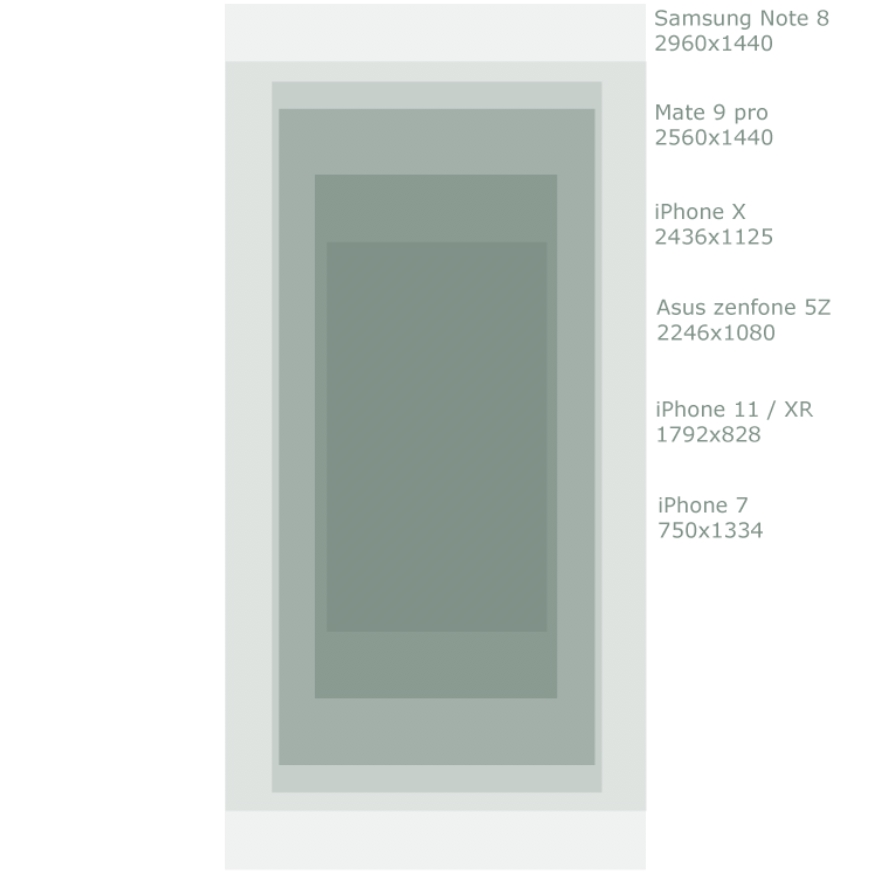 Samsung Note 8
2960x1440
Mate 9 pro
2560x1440
iPhone X
2436x1125
Asus zenfone 5Z
2246x1080
iPhone 11 / XR
1792x828
iPhone 7
750x1334